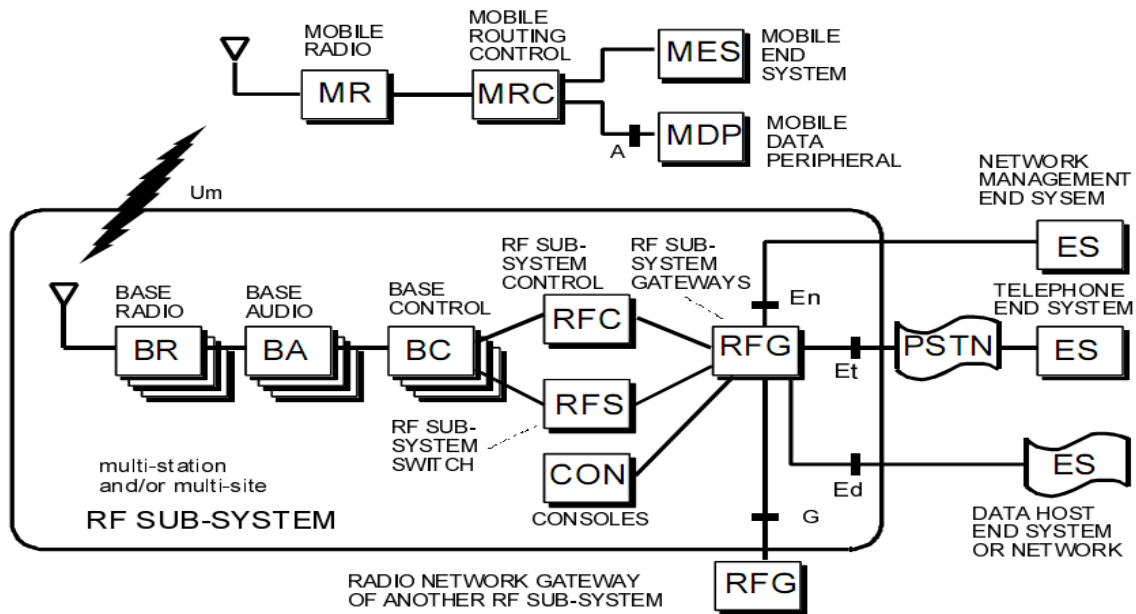 MOBILE
RADIO
MOBILE
ROUTING
CONTROL
MR
MRC
MES
MOBILE
END
SYSTEM
A
MDP
MOBILE
DATA
PERIPHERAL
Um
NETWORK
MANAGEMENT
END SYSEM
ES
RF SUB-
SYSTEM
CONTROL
RF SUB-
SYSTEM
GATEWAYS
En
BASE
RADIO
BASE
AUDIO
BASE
CONTROL
TELEPHONE
END SYSTEM
BR
BA
BC
RFC
RFG
Et
PSTN
ES
RFS
RF SUB-
SYSTEM
SWITCH
multi-station
and/or multi-site
RF SUB-SYSTEM
CON
CONSOLES
Ed
ES
G
DATA HOST
END SYSTEM
OR NETWORK
RADIO NETWORK GATEWAY
OF ANOTHER RF SUB-SYSTEM
RFG